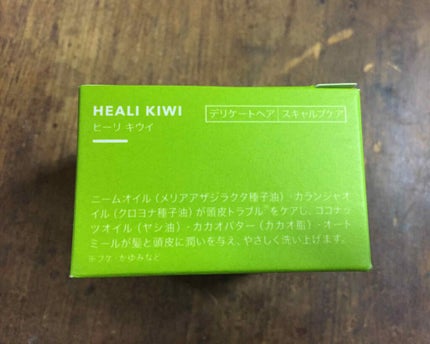 HEALI KIWI
ヒーリ キウイ
デリケートヘア スキャルプケア
ニームオイル（メリアアザジラクタ種子油）・カランジャオ
イル（クロヨナ種子油）が頭皮トラブル※をケアし、ココナッ
ツオイル（ヤシ油）・カカオバター（カカオ脂）・オート
ミールが髪と頭皮に潤いを与え、やさしく洗い上げます。
※フケ・かゆみなど